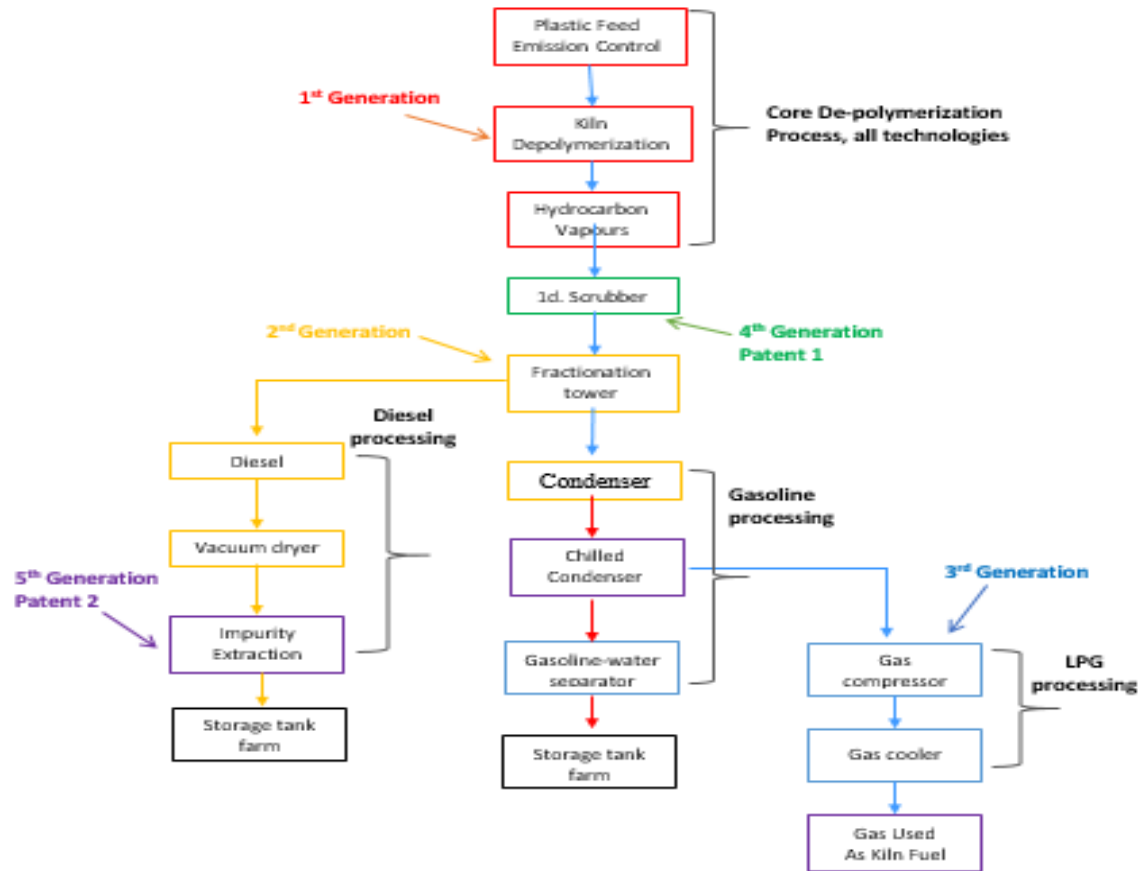 Plastic Feed
Emission Control
1st Generation
Kiln
Depolymerization
Core De-polymerization
Process, all technologies
Hydrocarbon
Vapours
1d. Scrubber
2nd Generation
4th Generation
Patent 1
Fractionation
tower
Diesel
processing
Diesel
Condenser
Gasoline
processing
Vacuum dryer
Chilled
Condenser
5th Generation
Patent 2
3rd Generation
Impurity
Extraction
Gasoline-water
separator
Gas
compressor
LPG
processing
Storage tank
farm
Storage tank
farm
Gas cooler
Gas Used
As Kiln Fuel